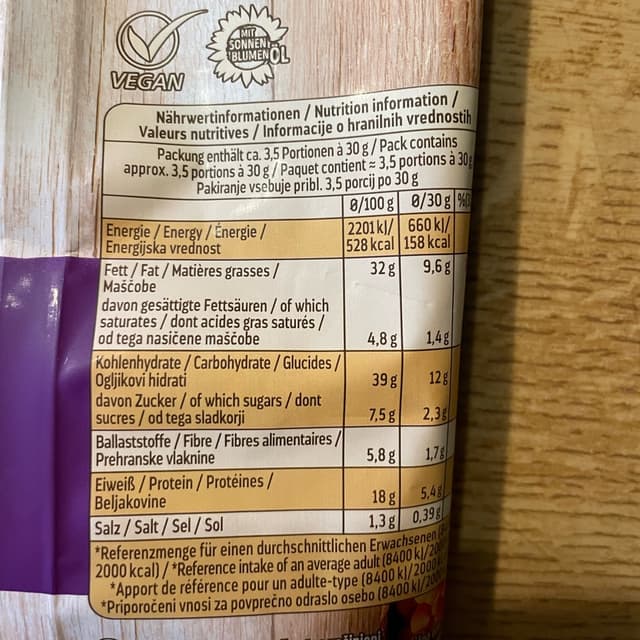 VEGAN
MIT
SONNEN
BLUMENÖL
Nährwertinformationen / Nutrition information /
Valeurs nutritives / Informacije o hranilnih vrednostih
Packung enthält ca. 3,5 Portionen à 30 g / Pack contains
approx. 3,5 portions à 30 g / Paquet contient ≈ 3,5 portions à 30
Pakiranje vsebuje pribl. 3,5 porcij po 30 g
0/100 g 0/30 g
Energie / Energy / Énergie / 2201 kJ/ 660 kJ/
Energijska vrednost 528 kcal 158 kcal
Fett / Fat / Matières grasses / 32 g 9,6 g
Maščobe
davon gesättigte Fettsäuren / of which
saturates / dont acides gras saturés /
od tega nasičene maščobe 4,8 g 1,4 g
Kohlenhydrate / Carbohydrate / Glucides /
Ogljikovi hidrati 39 g 12 g
davon Zucker / of which sugars / dont
sucres / od tega sladkorji 7,5 g 2,3 g
Ballaststoffe / Fibre / Fibres alimentaires /
Prehranske vlaknine 5,8 g 1,7 g
Eiweiß / Protein / Protéines /
Beljakovine 18 g 5,4 g
Salz / Salt / Sel / Sol 1,3 g 0,39 g
*Referenzmenge für einen durchschnittlichen Erwachsenen
2000 kcal) / *Reference intake of an average adult (8400 kJ/2000
*Apport de référence pour un adulte-type (8400 kJ/2000
*Priporočeni vnosi za povprečno odraslo osebo (8400 kJ/